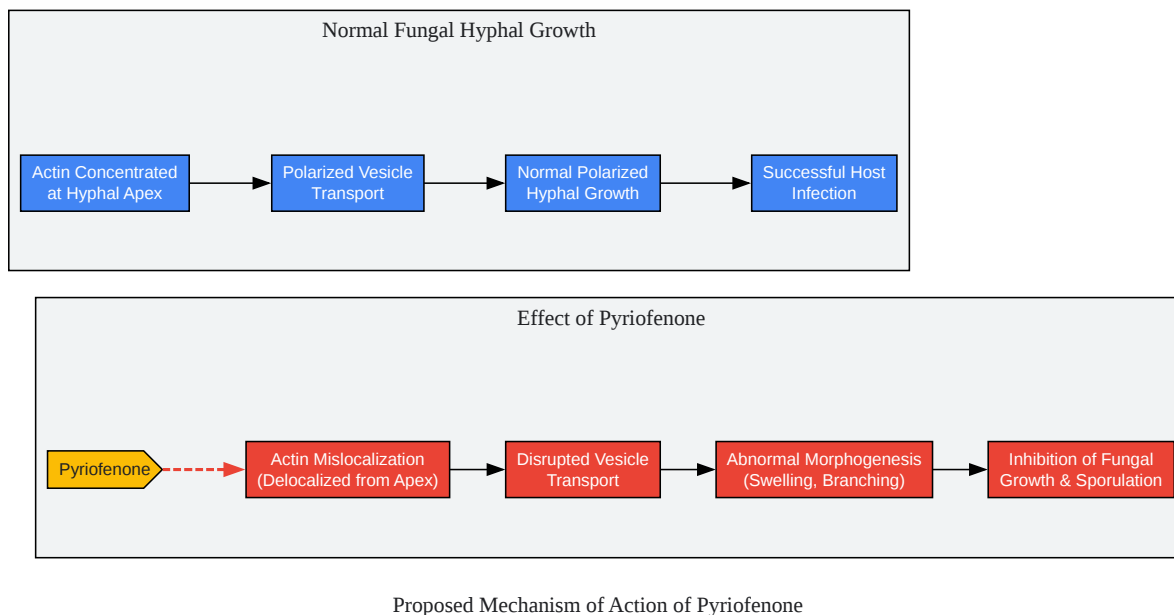 Normal Fungal Hyphal Growth
Actin Concentrated
at Hyphal Apex
Polarized Vesicle
Transport
Normal Polarized
Hyphal Growth
Successful Host
Infection
Effect of Pyriofenone
Pyriofenone
Actin Mislocalization
(Delocalized from Apex)
Disrupted Vesicle
Transport
Abnormal Morphogenesis
(Swelling, Branching)
Inhibition of Fungal
Growth & Sporulation
Proposed Mechanism of Action of Pyriofenone